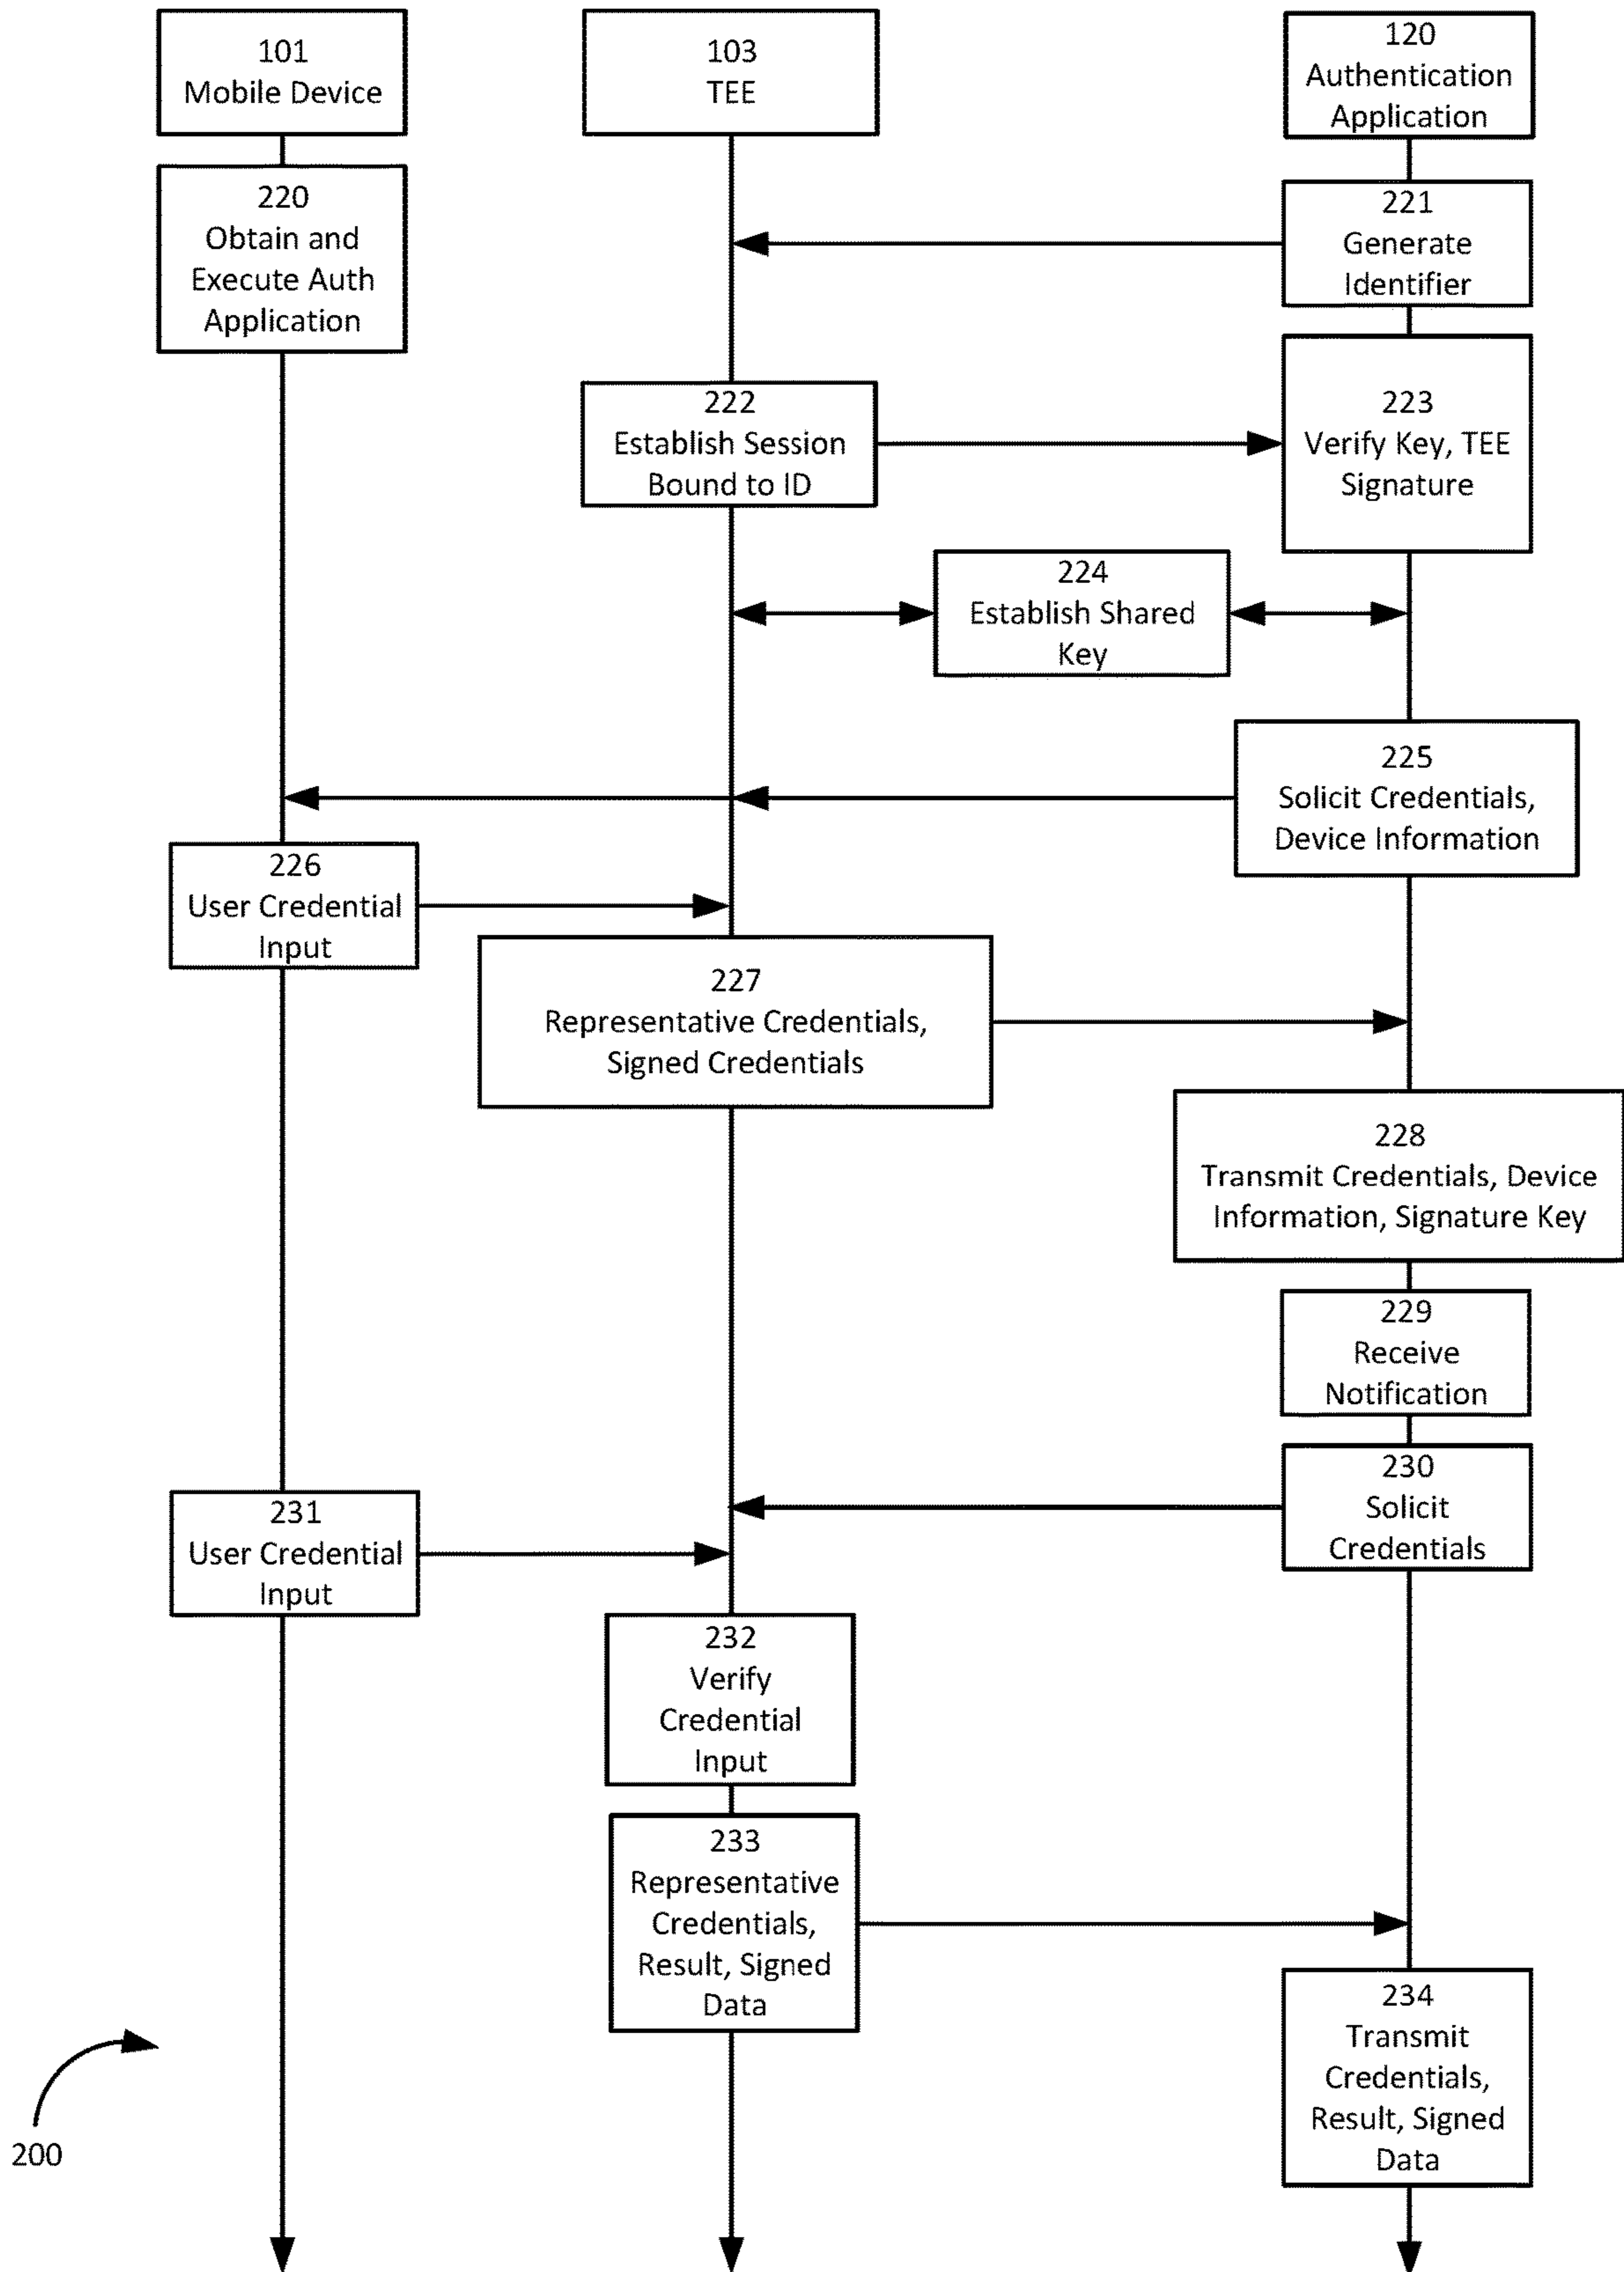 101
Mobile Device
103
TEE
120
Authentication
Application
220
Obtain and
Execute Auth
Application
221
Generate
Identifier
222
Establish Session
Bound to ID
223
Verify Key, TEE
Signature
224
Establish Shared
Key
225
Solicit Credentials,
Device Information
226
User Credential
Input
227
Representative Credentials,
Signed Credentials
228
Transmit Credentials, Device
Information, Signature Key
229
Receive
Notification
230
Solicit
Credentials
231
User Credential
Input
232
Verify
Credential
Input
233
Representative
Credentials,
Result, Signed
Data
234
Transmit
Credentials,
Result, Signed
Data
200